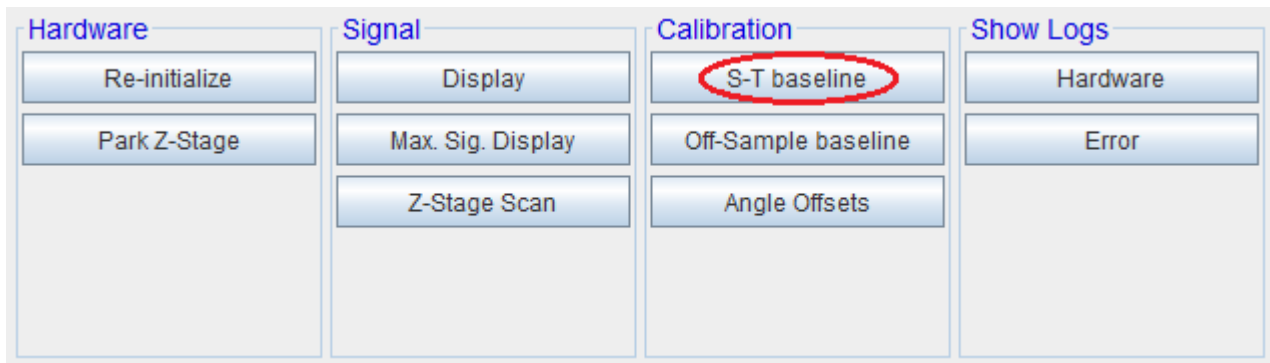 Hardware
Re-initialize
Park Z-Stage
Signal
Display
Max. Sig. Display
Z-Stage Scan
Calibration
S-T baseline
Off-Sample baseline
Angle Offsets
Show Logs
Hardware
Error